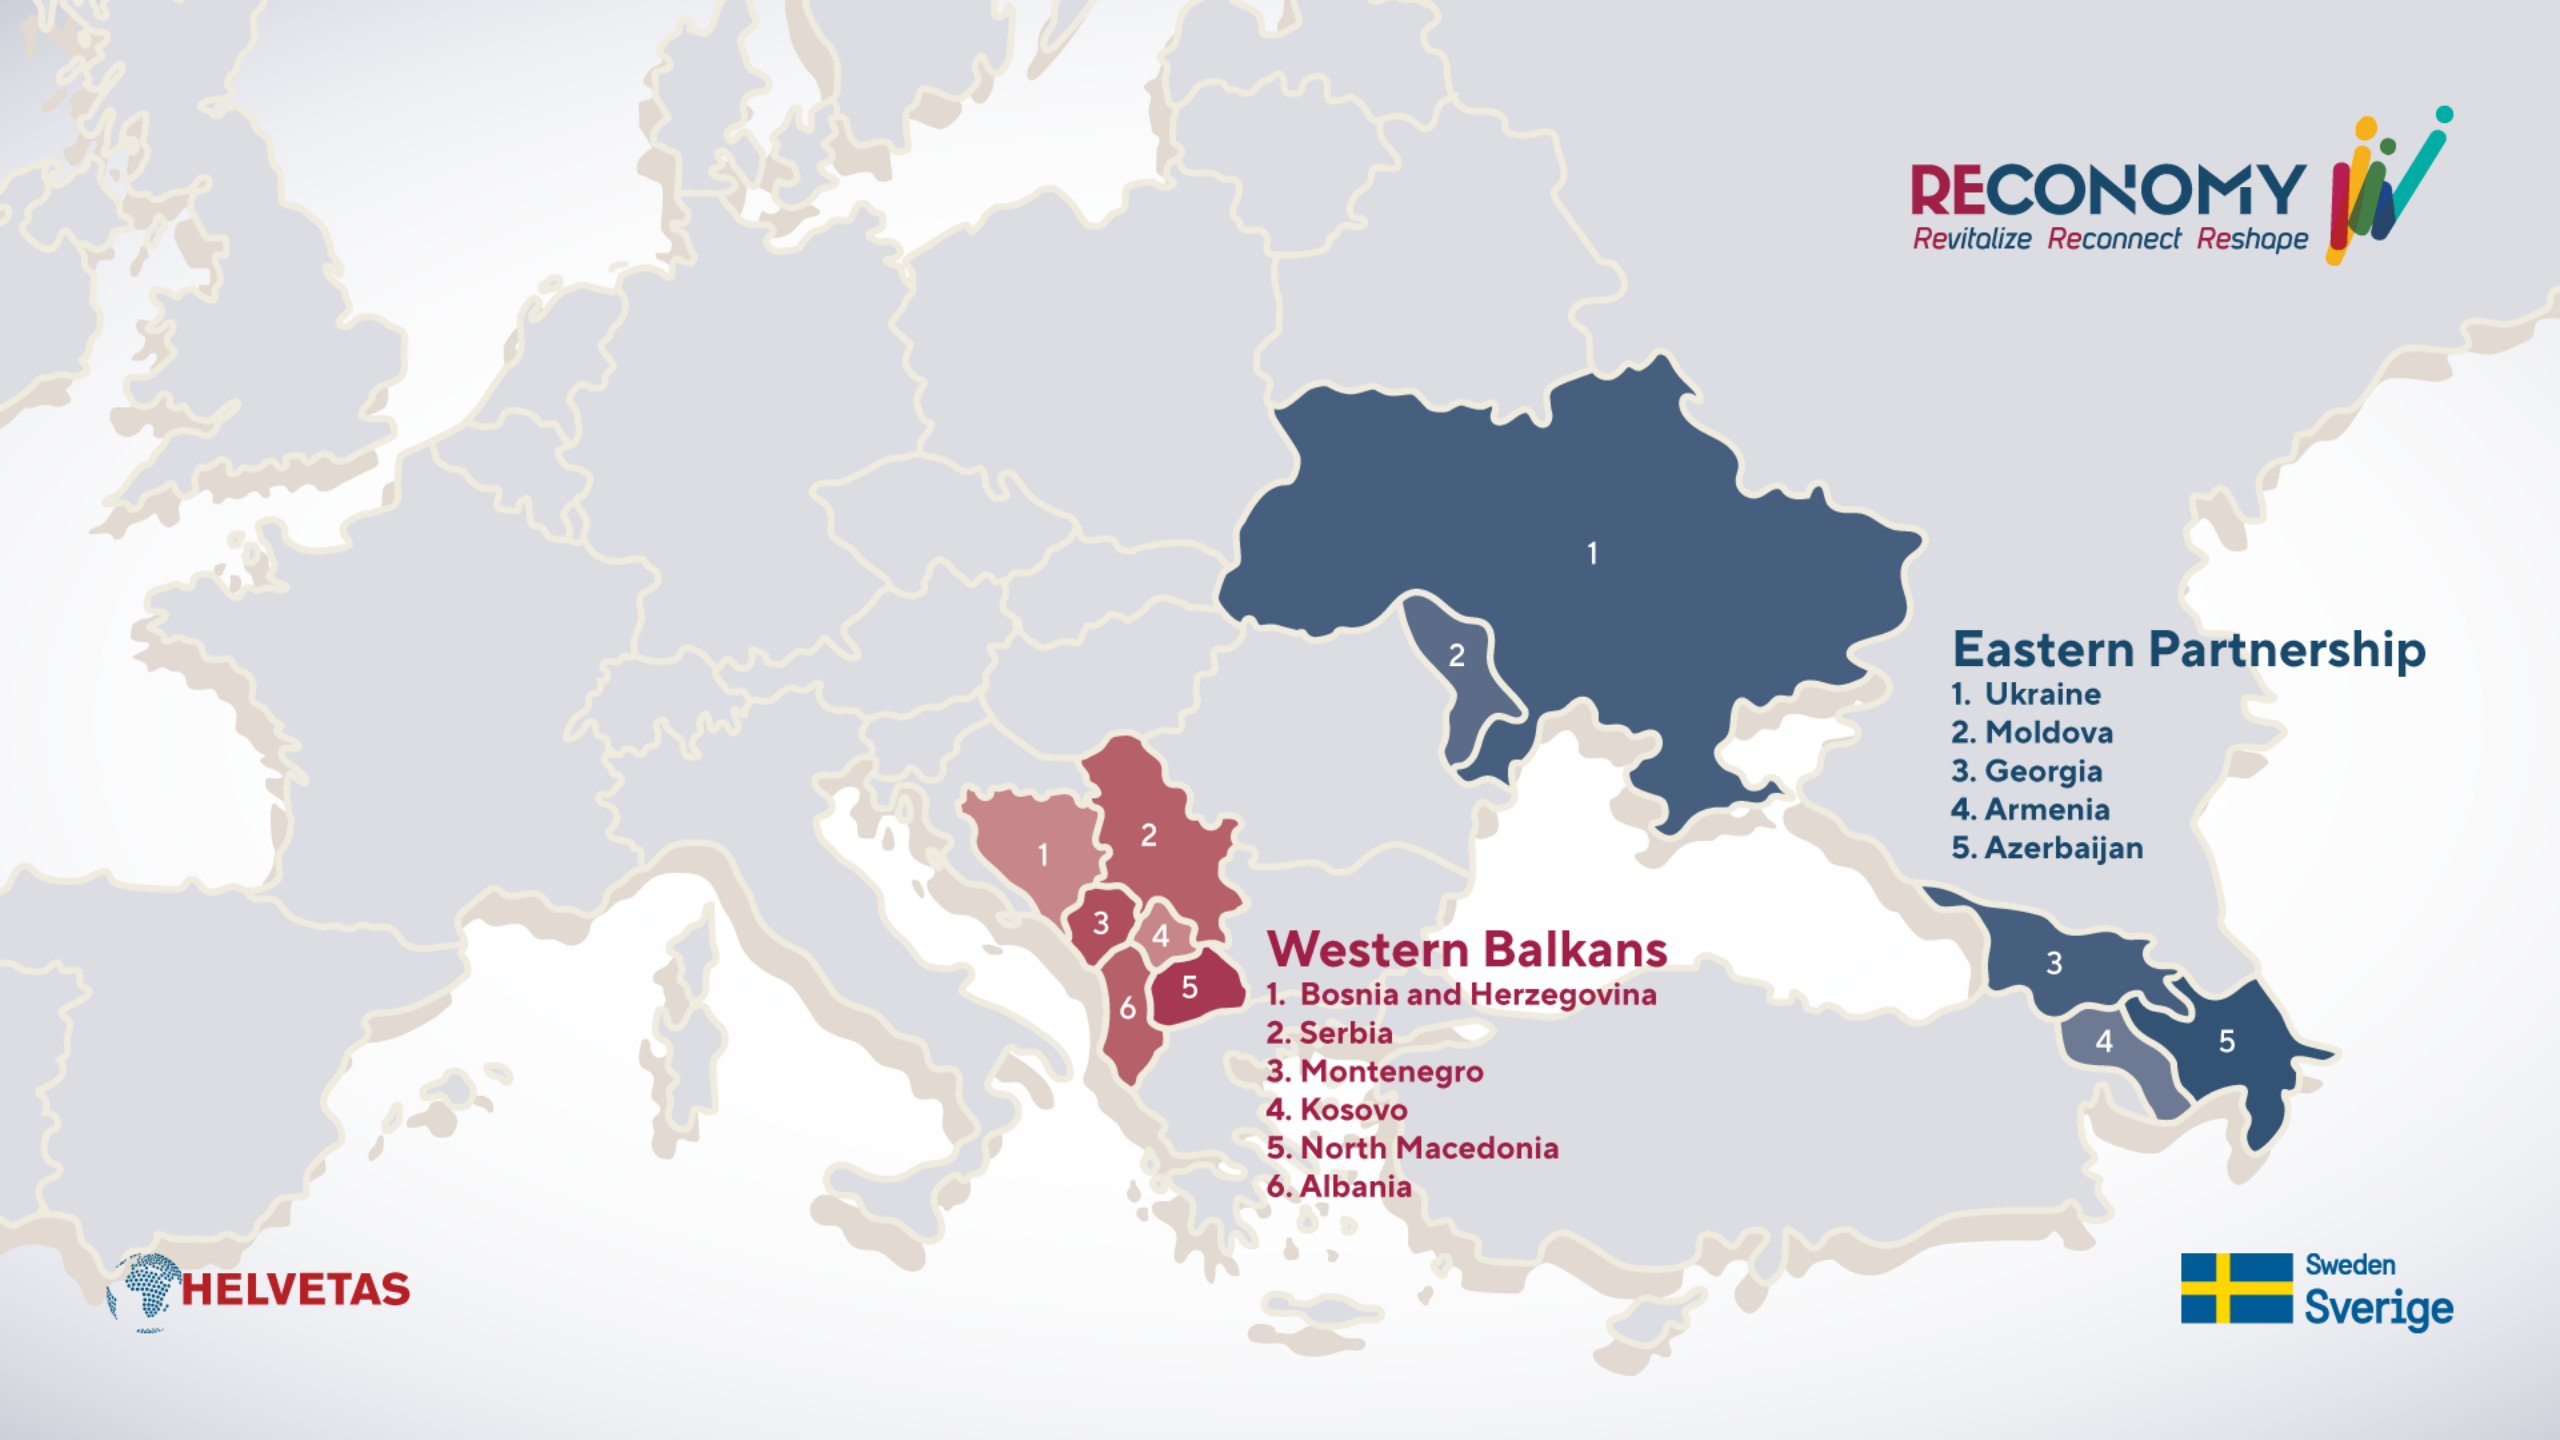 RECONOMY
Revitalize Reconnect Reshape
1
2
Eastern Partnership
1. Ukraine
2. Moldova
3. Georgia
4. Armenia
5. Azerbaijan
1
2
3
4
5
6
Western Balkans
1. Bosnia and Herzegovina
2. Serbia
3. Montenegro
4. Kosovo
5. North Macedonia
6. Albania
3
4
5
HELVETAS
Sweden
Sverige